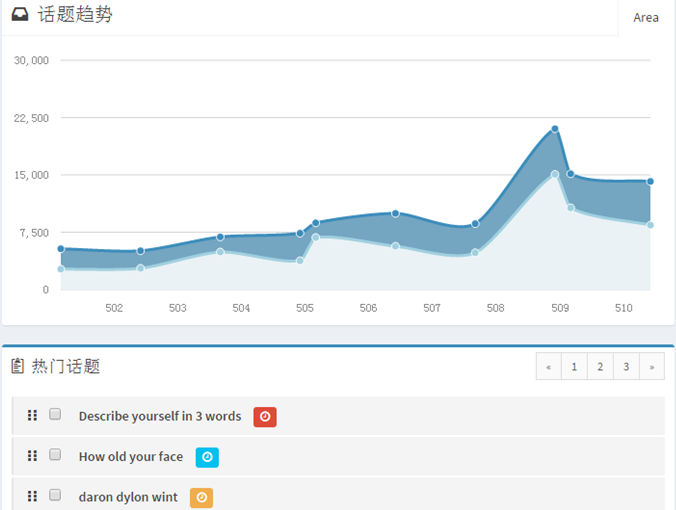 话题趋势
Area
30,000
22,500
15,000
7,500
0
502 503 504 505 506 507 508 509 510
热门话题
« 1 2 3 »
Describe yourself in 3 words
How old your face
daron dylon wint